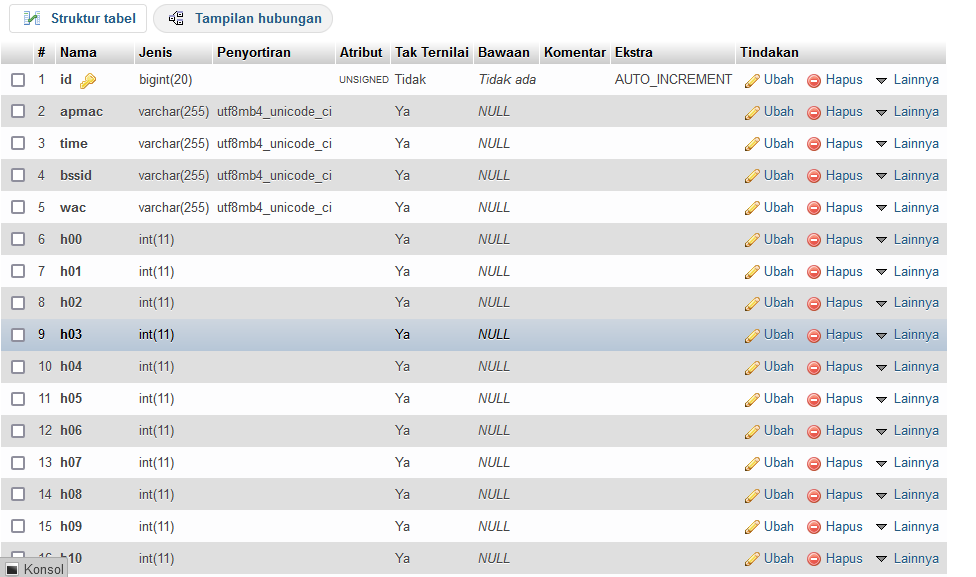 Struktur tabel Tampilan hubungan
# Nama Jenis Penyortiran Atribut Tak Ternilai Bawaan Komentar Ekstra Tindakan
1 id bigint(20) UNSIGNED Tidak Tidak ada AUTO_INCREMENT Ubah Hapus Lainnya
2 apmac varchar(255) utf8mb4_unicode_ci Ya NULL Ubah Hapus Lainnya
3 time varchar(255) utf8mb4_unicode_ci Ya NULL Ubah Hapus Lainnya
4 bssid varchar(255) utf8mb4_unicode_ci Ya NULL Ubah Hapus Lainnya
5 wac varchar(255) utf8mb4_unicode_ci Ya NULL Ubah Hapus Lainnya
6 h00 int(11) Ya NULL Ubah Hapus Lainnya
7 h01 int(11) Ya NULL Ubah Hapus Lainnya
8 h02 int(11) Ya NULL Ubah Hapus Lainnya
9 h03 int(11) Ya NULL Ubah Hapus Lainnya
10 h04 int(11) Ya NULL Ubah Hapus Lainnya
11 h05 int(11) Ya NULL Ubah Hapus Lainnya
12 h06 int(11) Ya NULL Ubah Hapus Lainnya
13 h07 int(11) Ya NULL Ubah Hapus Lainnya
14 h08 int(11) Ya NULL Ubah Hapus Lainnya
15 h09 int(11) Ya NULL Ubah Hapus Lainnya
16 h10 int(11) Ya NULL Ubah Hapus Lainnya
Konsol